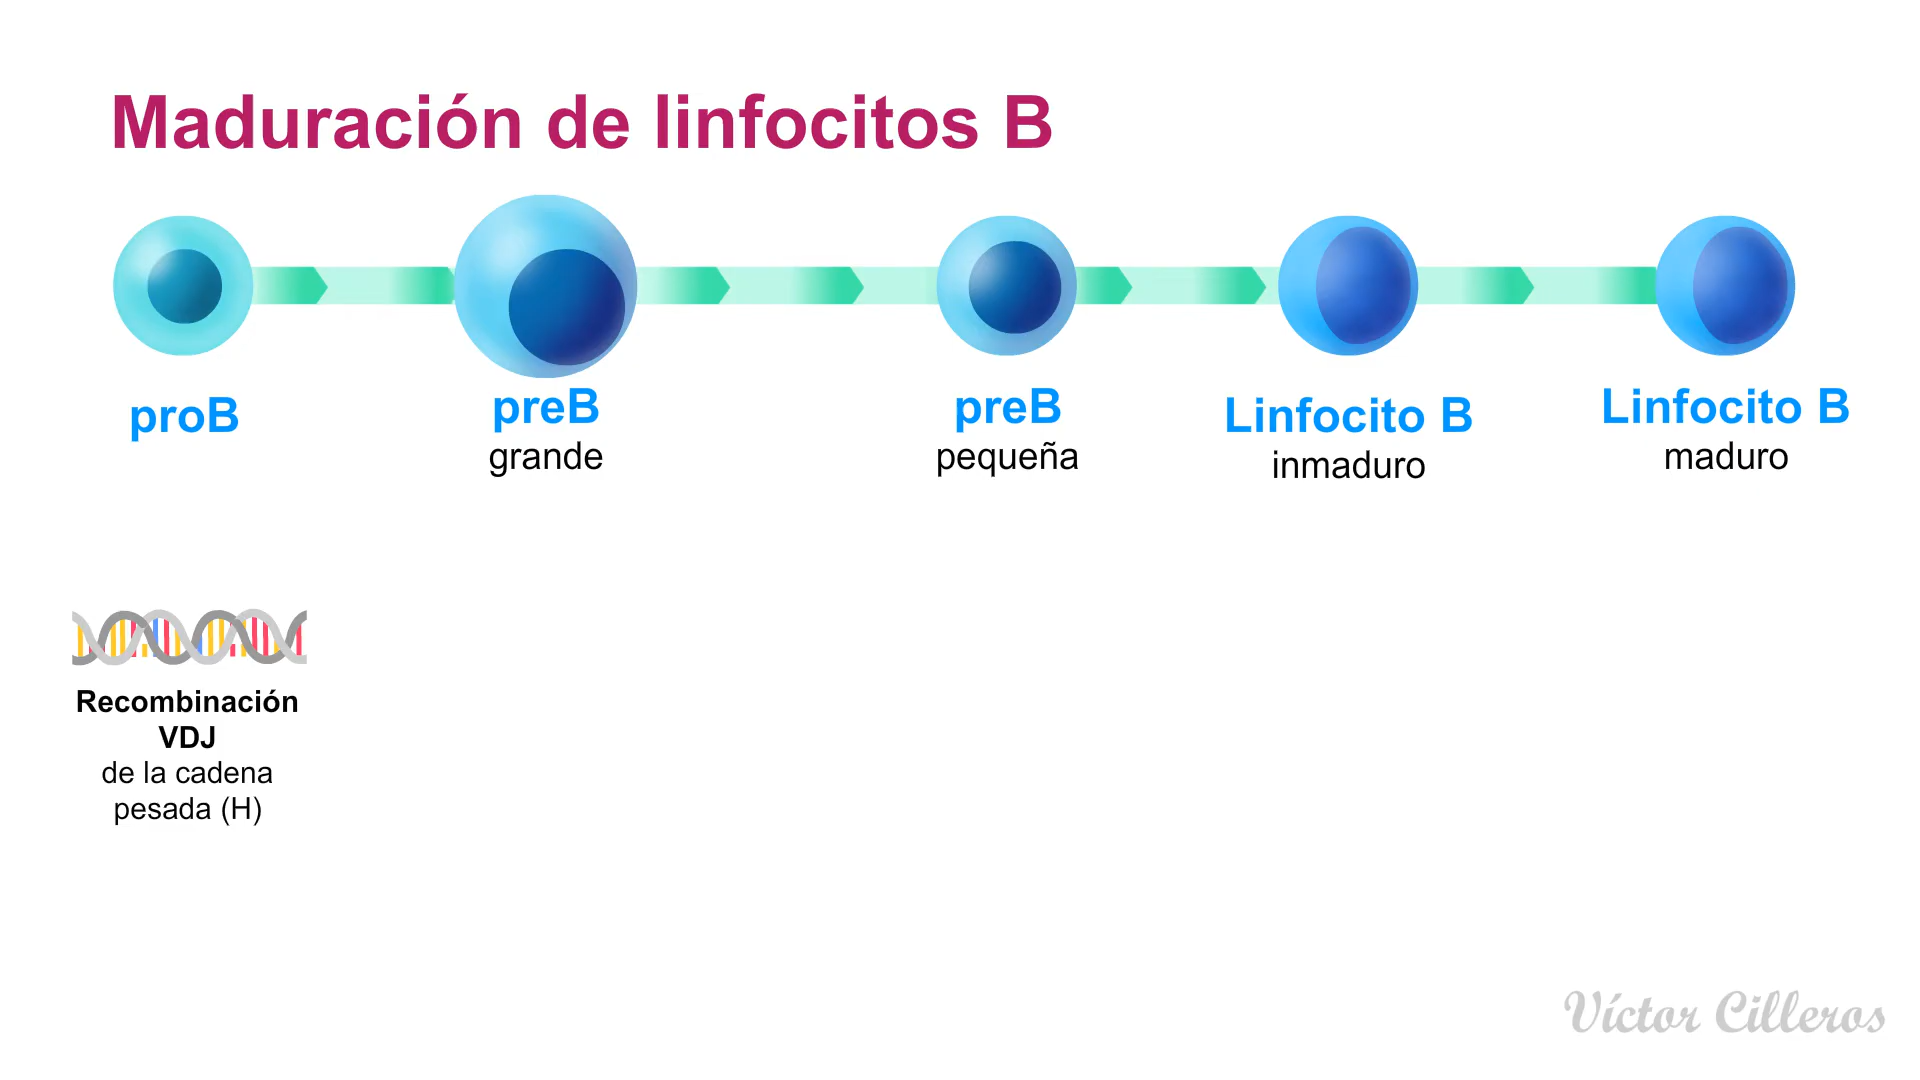 Maduración de linfocitos B
proB
preB
grande
preB
pequeña
Linfocito B
inmaduro
Linfocito B
maduro
Recombinación
VDJ
de la cadena
pesada (H)
Víctor Cilleros